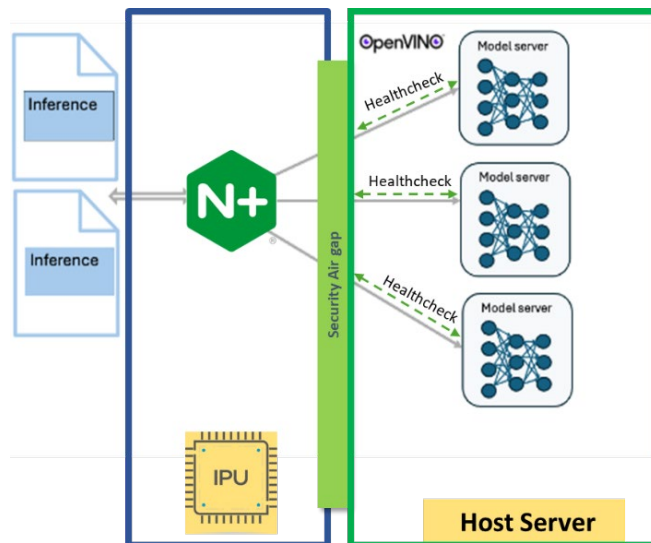 Inference
Inference
N+
®
IPU
Security Air gap
OpenVINO
Healthcheck
Healthcheck
Healthcheck
Model server
Model server
Model server
Host Server